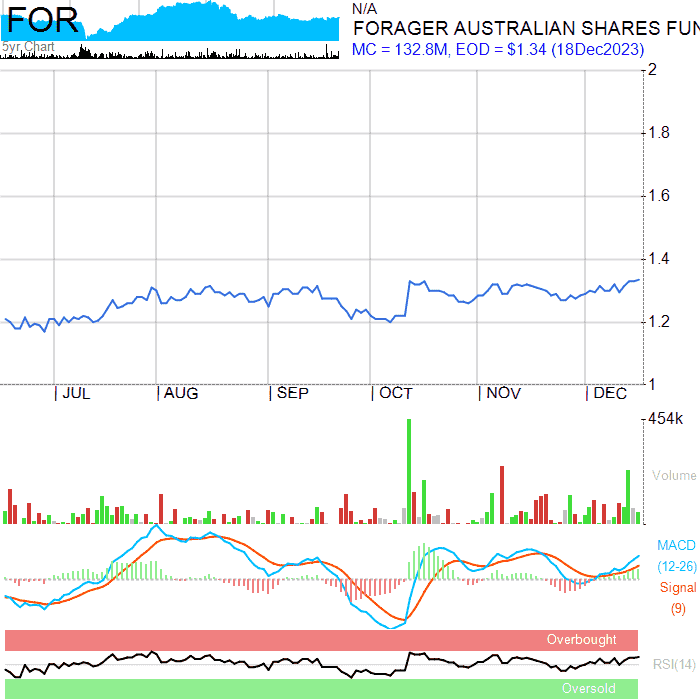 FOR
5yr Chart
N/A
FORAGER AUSTRALIAN SHARES FUN
MC = 132.8M, EOD = $1.34 (18Dec2023)
2
1.8
1.6
1.4
1.2
1
JUL AUG SEP OCT NOV DEC
454k
Volume
MACD
(12-26)
Signal
(9)
Overbought
RSI(14)
Oversold